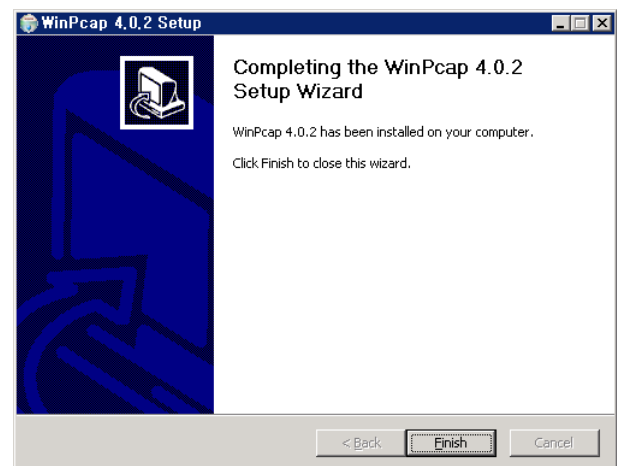 WinPcap 4,0,2 Setup
Completing the WinPcap 4.0.2
Setup Wizard
WinPcap 4.0.2 has been installed on your computer.
Click Finish to close this wizard.
< Back
Finish
Cancel